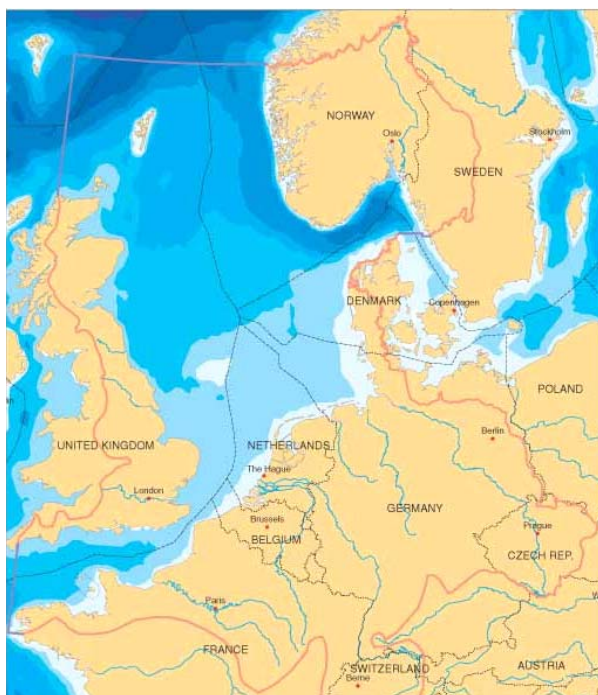 NORWAY
Oslo
Stockholm
SWEDEN
DENMARK
Copenhagen
POLAND
UNITED KINGDOM
NETHERLANDS
Berlin
The Hague
London
GERMANY
Brussels
BELGIUM
Prague
CZECH REP.
Paris
FRANCE
SWITZERLAND
AUSTRIA
Berne